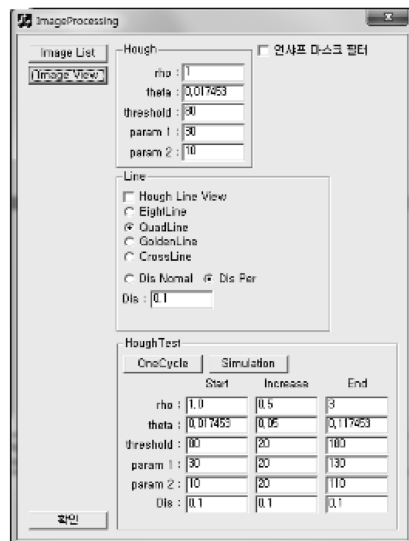 ImageProcessing
Image List
Image View
Hough
언샤프 마스크 필터
rho : 1
theta : 0,017453
threshold : 80
param 1 : 30
param 2 : 10
Line
Hough Line View
EightLine
QuadLine
GoldenLine
CrossLine
Dis Nomal Dis Per
Dis : 0,1
HoughTest
OneCycle Simulation
Start Increase End
rho : 1,0 0,5 3
theta : 0,017453 0,05 0,117453
threshold : 80 20 180
param 1 : 30 20 130
param 2 : 10 20 110
Dis : 0,1 0,1 0,1
확인